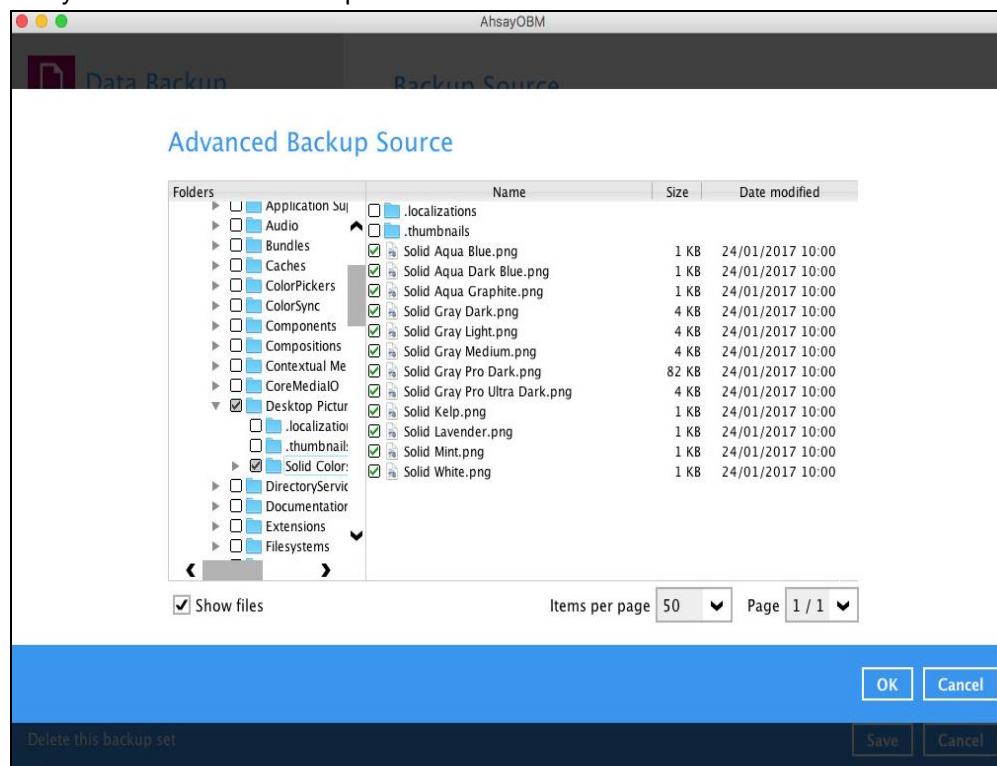 AhsayOBM
Data Backup
Backup Source
Advanced Backup Source
Folders
Name
Size
Date modified
Application Su
Audio
Bundles
Caches
ColorPickers
ColorSync
Components
Compositions
Contextual Me
CoreMediaIO
Desktop Pictur
.localization
.thumbnails
Solid Colors
DirectoryServic
Documentation
Extensions
Filesystems
.localizations
.thumbnails
Solid Aqua Blue.png 1 KB 24/01/2017 10:00
Solid Aqua Dark Blue.png 1 KB 24/01/2017 10:00
Solid Aqua Graphite.png 1 KB 24/01/2017 10:00
Solid Gray Dark.png 4 KB 24/01/2017 10:00
Solid Gray Light.png 4 KB 24/01/2017 10:00
Solid Gray Medium.png 4 KB 24/01/2017 10:00
Solid Gray Pro Dark.png 82 KB 24/01/2017 10:00
Solid Gray Pro Ultra Dark.png 4 KB 24/01/2017 10:00
Solid Kelp.png 1 KB 24/01/2017 10:00
Solid Lavender.png 1 KB 24/01/2017 10:00
Solid Mint.png 1 KB 24/01/2017 10:00
Solid White.png 1 KB 24/01/2017 10:00
Show files
Items per page 50 Page 1 / 1
OK Cancel
Delete this backup set
Save Cancel